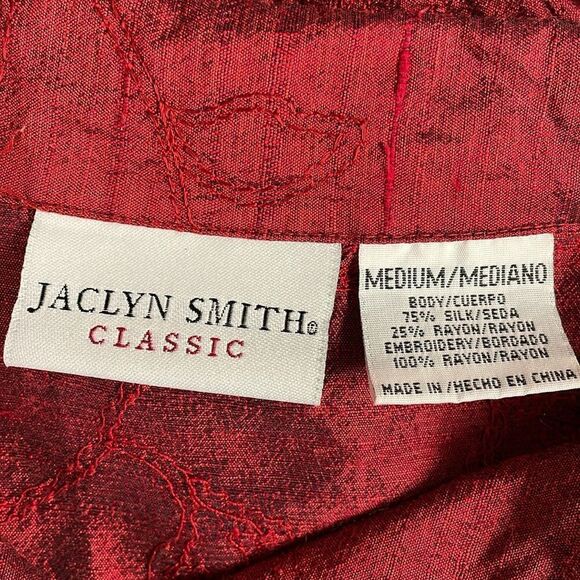 JACLYN SMITH®
CLASSIC
MEDIUM/MEDIANO
BODY/CUERPO
75% SILK/SEDA
25% RAYON/RAYON
EMBROIDERY/BORDADO
100% RAYON/RAYON
MADE IN/HECHO EN CHINA